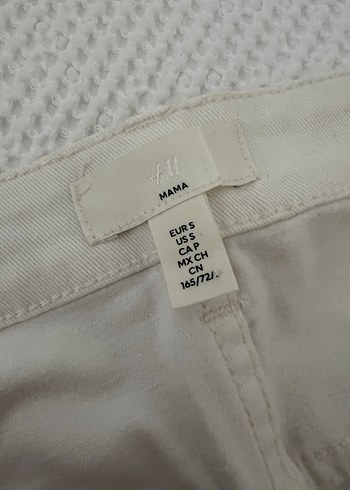 H&M
MAMA
EUR S
US S
CA P
MX CH
CN
165/72A